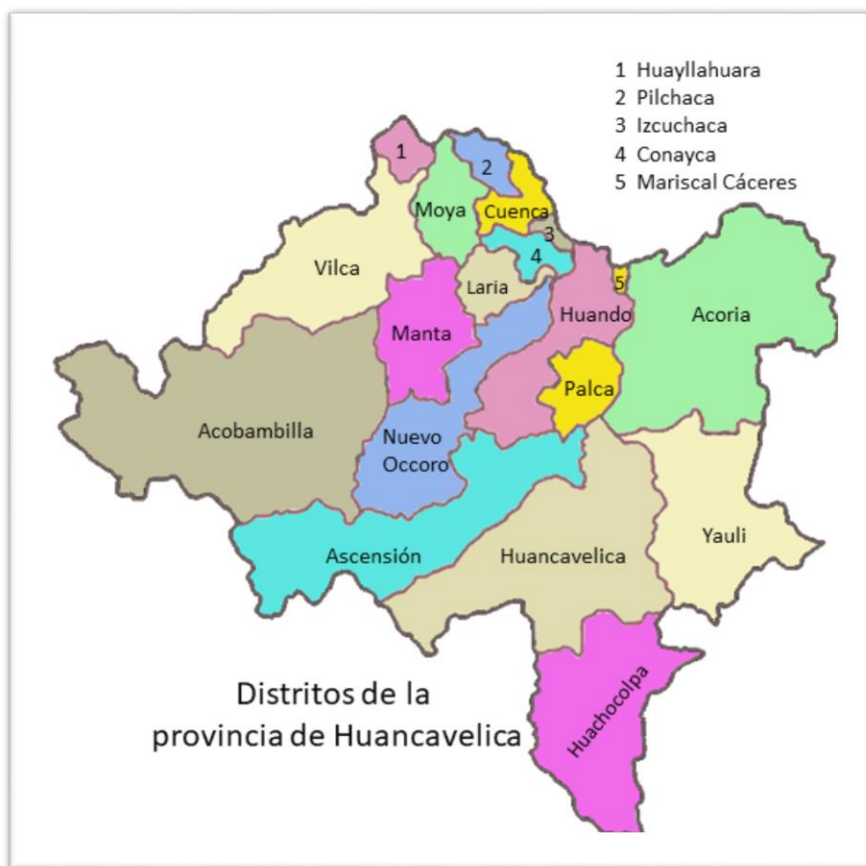 1 Huayllahuara
2 Pilchaca
3 Izcuchaca
4 Conayca
5 Mariscal Cáceres
1
2
Moya
Cuenca
3
4
Vilca
Laria
5
Huando
Acoria
Manta
Palca
Acobambilla
Nuevo
Occoro
Ascensión
Huancavelica
Yauli
Huachocolpa
Distritos de la
provincia de Huancavelica